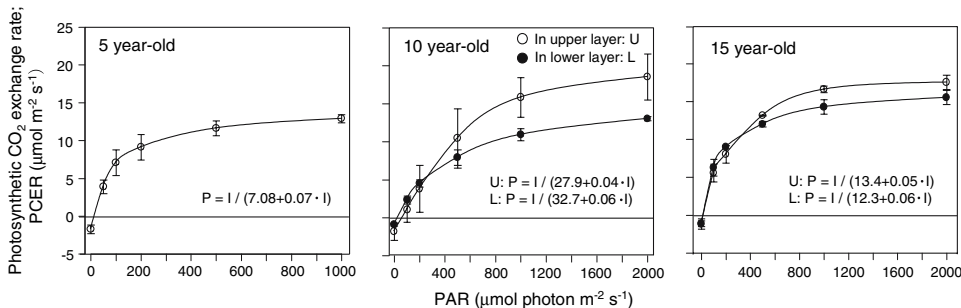 Photosynthetic CO2 exchange rate;
PCER (μmol m-2 s-1)
25
20
15
10
5
0
-5
5 year-old
P = I / (7.08+0.07・I)
0 200 400 600 800 1000
10 year-old
In upper layer: U
In lower layer: L
U: P = I / (27.9+0.04・I)
L: P = I / (32.7+0.06・I)
0 400 800 1200 1600 2000
15 year-old
U: P = I / (13.4+0.05・I)
L: P = I / (12.3+0.06・I)
0 400 800 1200 1600 2000
PAR (μmol photon m-2 s-1)